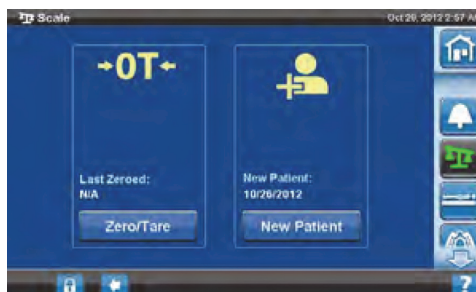 Scale
Oct 29, 2012 2:57 A
→0T←
Last Zeroed:
N/A
New Patient:
10/26/2012
Zero/Tare
New Patient
?